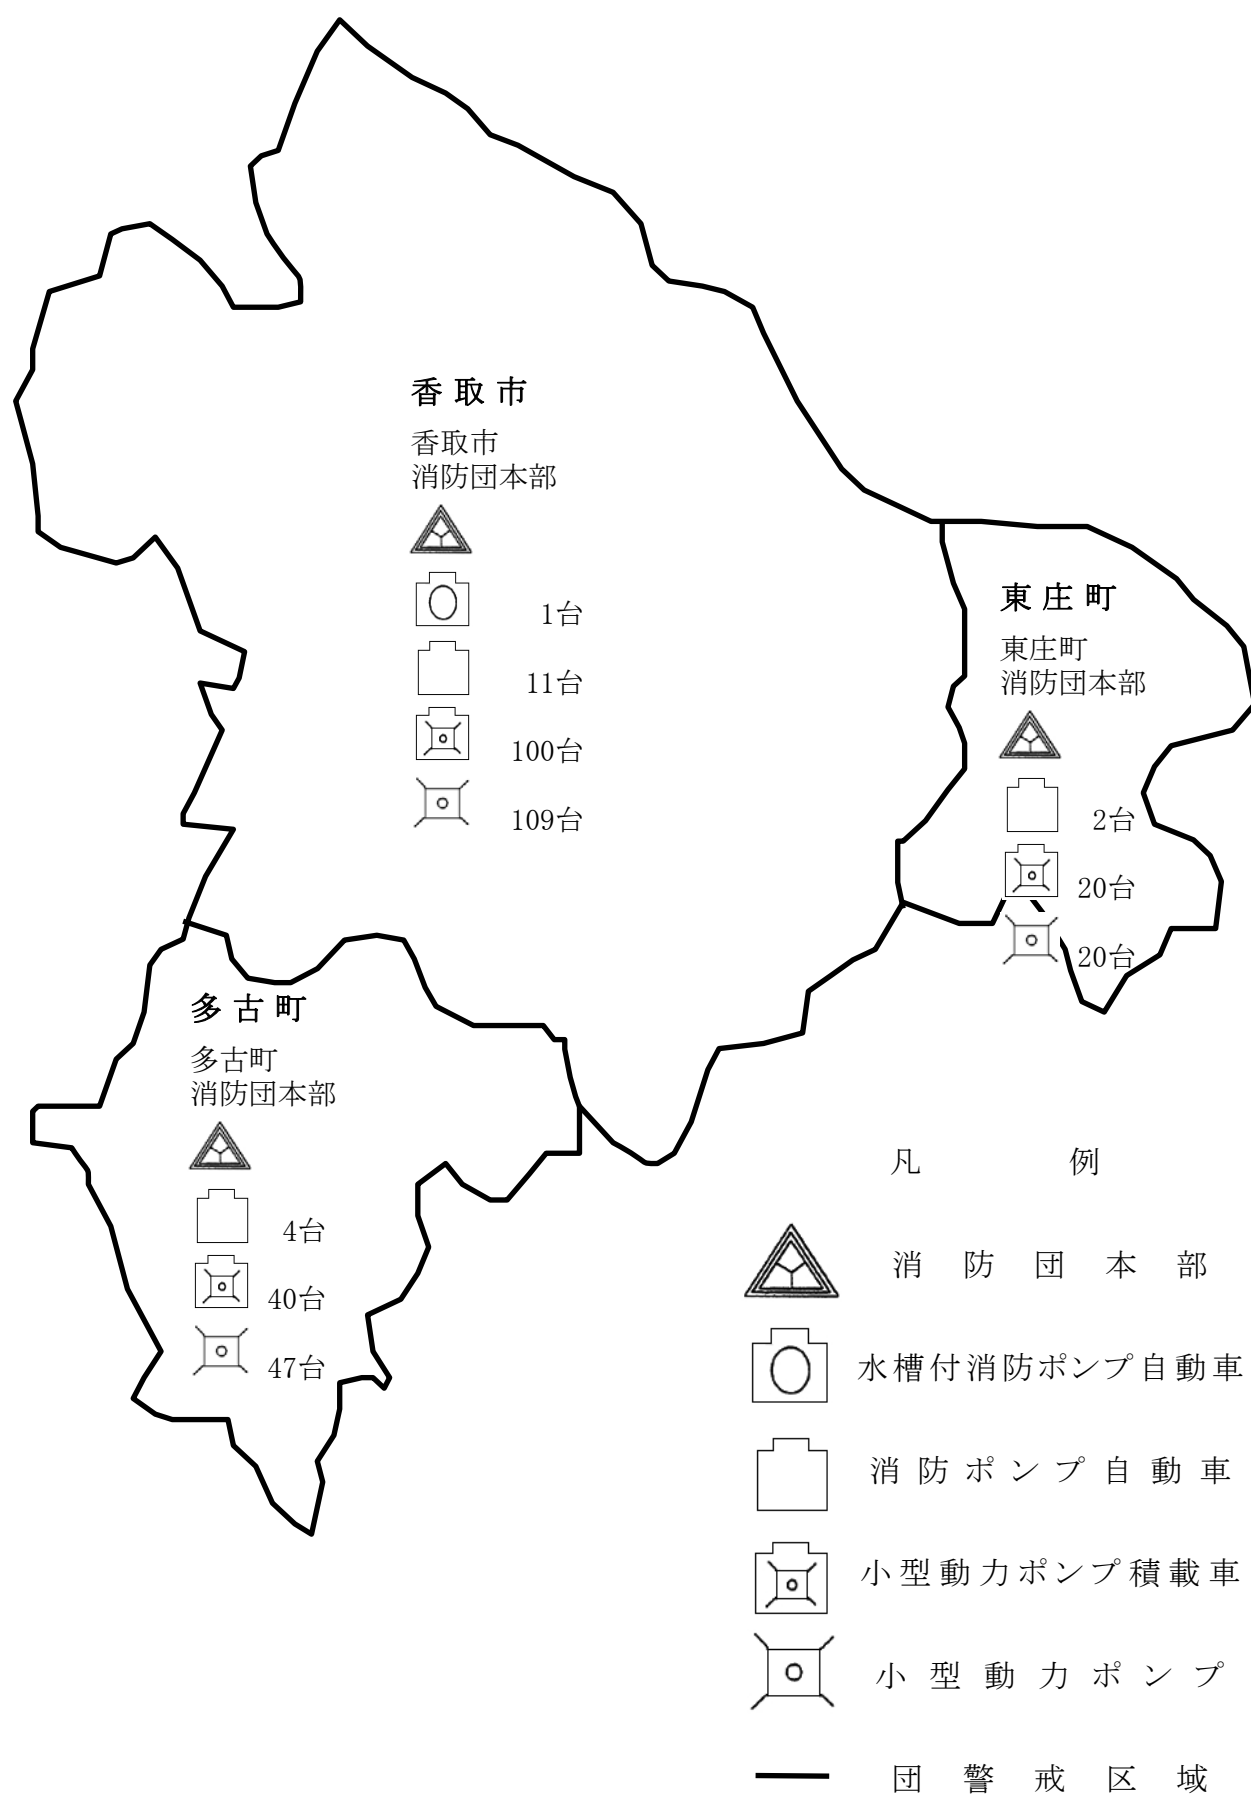 香取市
香取市
消防団本部
1台
11台
100台
109台
東庄町
東庄町
消防団本部
2台
20台
20台
多古町
多古町
消防団本部
4台
40台
47台
凡 例
消防団本部
水槽付消防ポンプ自動車
消防ポンプ自動車
小型動力ポンプ積載車
小型動力ポンプ
団警戒区域